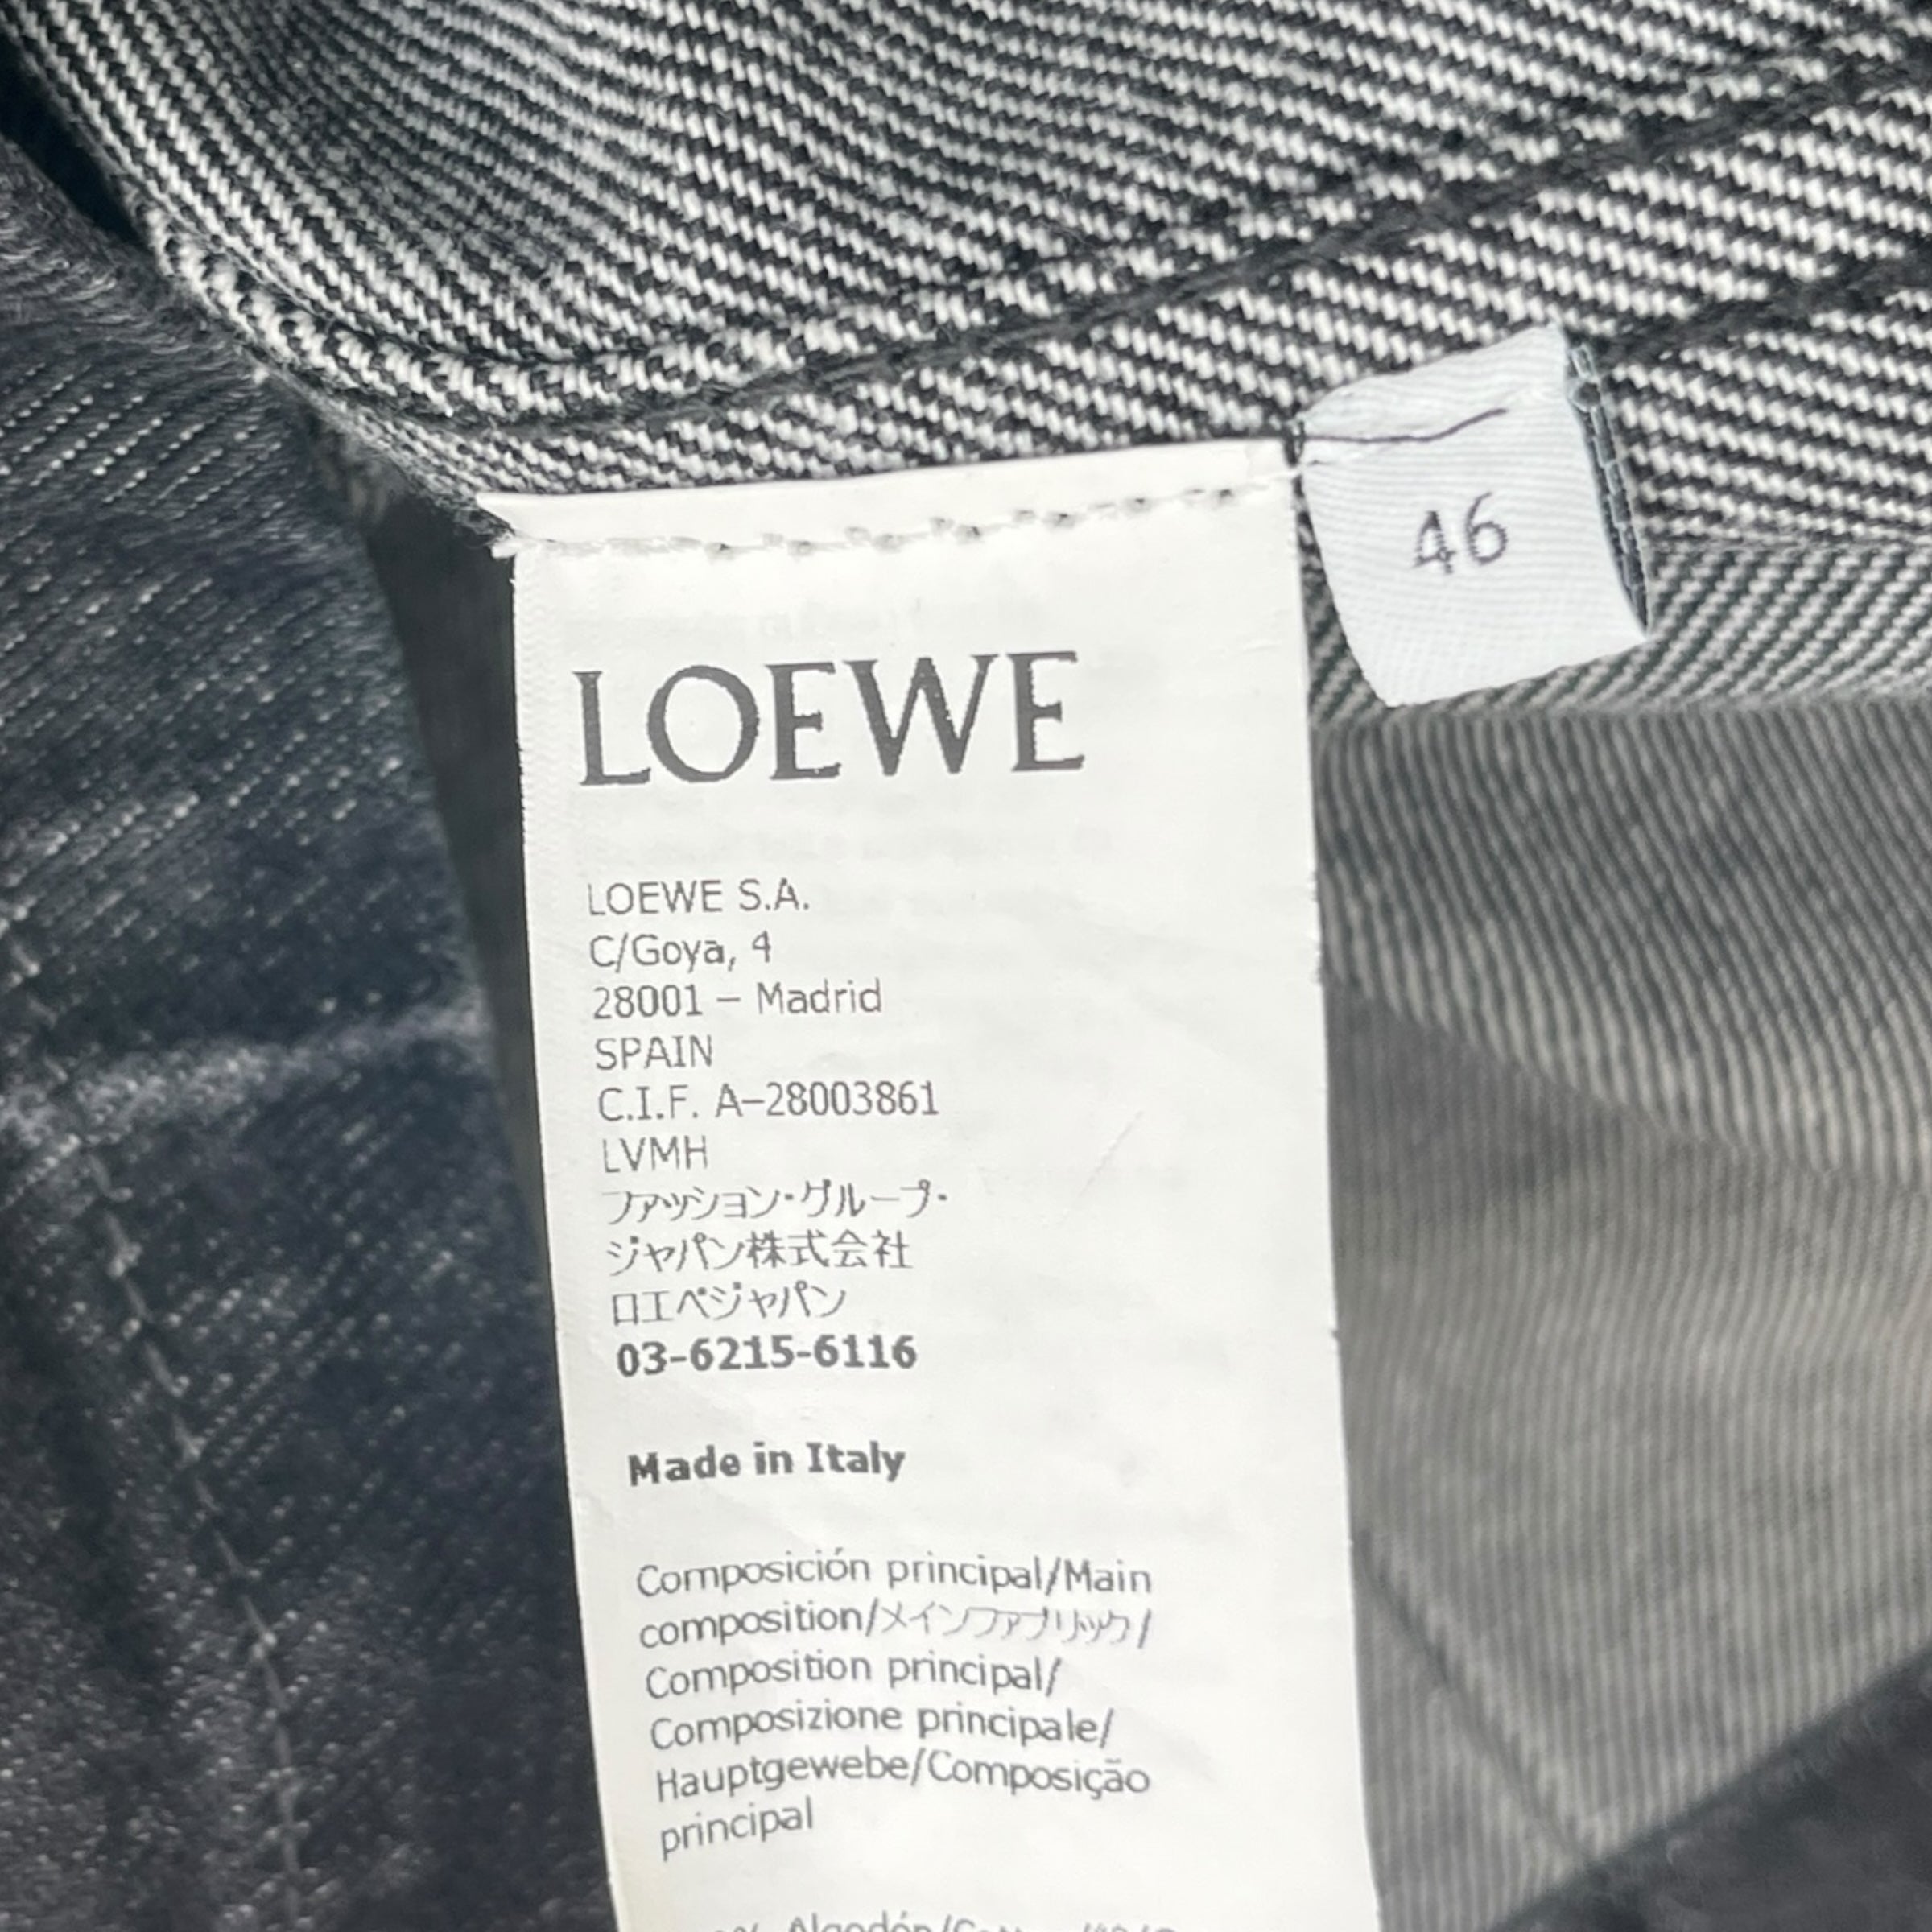 46
LOEWE
LOEWE S.A.
C/Goya, 4
28001 – Madrid
SPAIN
C.I.F. A–28003861
LVMH
ファッション・グループ・
ジャパン株式会社
ロエベジャパン
03-6215-6116
Made in Italy
Composición principal/Main
composition/メインファブリック/
Composition principal/
Composizione principale/
Hauptgewebe/Composição
principal
Algodón